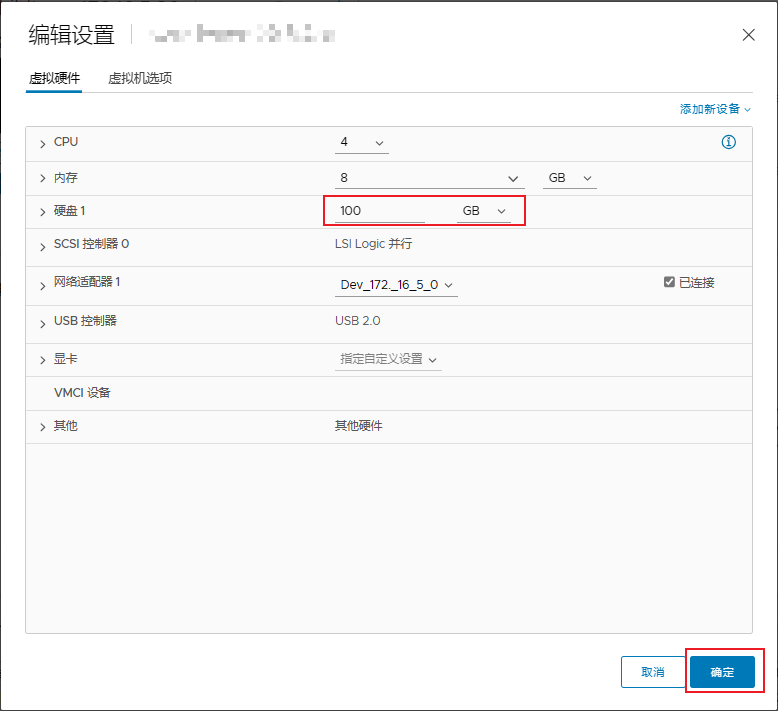 编辑设置
虚拟硬件 虚拟机选项
添加新设备
CPU 4
内存 8 GB
硬盘 1 100 GB
SCSI 控制器 0 LSI Logic 并行
网络适配器 1 Dev_172._16_5_0 已连接
USB 控制器 USB 2.0
显卡 指定自定义设置
VMCI 设备
其他 其他硬件
取消 确定